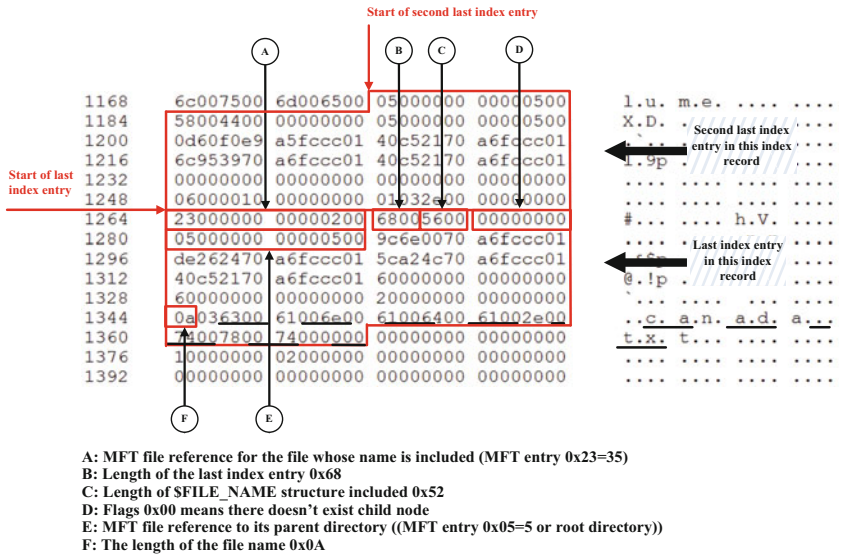 Start of second last index entry
A B C D
1168 6c007500 6d006500 05000000 00000500 l.u. m.e. .... ....
1184 58004400 00000000 05000000 00000500 X.D. .... .... ....
1200 0d60f0e9 a5fccc01 40c52170 a6fccc01 .`..
1216 6c953970 a6fccc01 40c52170 a6fccc01 l.9p
Second last index
entry in this index
record
1232 00000000 00000000 00000000 00000000 .... .... .... ....
Start of last
index entry
1248 06000010 00000000 01032e00 00000000 .... .... .... ....
1264 23000000 00000200 68005600 00000000 #... .... h.V. ....
1280 05000000 00000500 9c6e0070 a6fccc01
1296 de262470 a6fccc01 5ca24c70 a6fccc01
1312 40c52170 a6fccc01 60000000 00000000 @.!p
Last index entry
in this index
record
1328 60000000 00000000 20000000 00000000 `... .... ... ....
1344 0a036300 61006e00 61006400 61002e00 ..c. a.n. a.d. a...
1360 74007800 74000000 00000000 00000000 t.x. t... .... ....
1376 10000000 02000000 00000000 00000000 .... .... .... ....
1392 00000000 00000000 00000000 00000000 .... .... .... ....
F E
A: MFT file reference for the file whose name is included (MFT entry 0x23=35)
B: Length of the last index entry 0x68
C: Length of $FILE_NAME structure included 0x52
D: Flags 0x00 means there doesn't exist child node
E: MFT file reference to its parent directory ((MFT entry 0x05=5 or root directory))
F: The length of the file name 0x0A